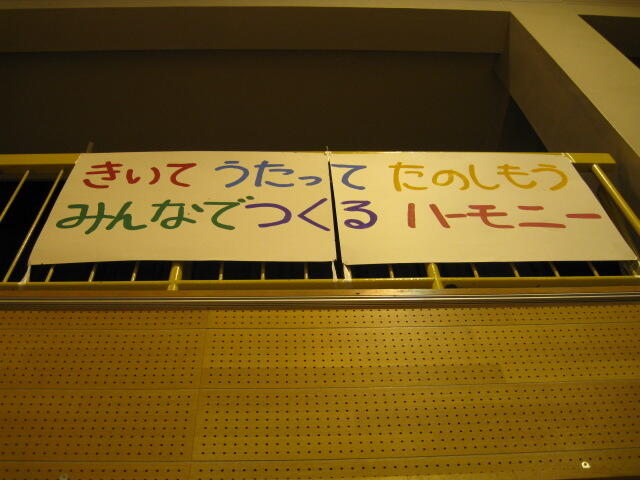 きいて うたって たのしもう
みんなでつくる ハーモニー